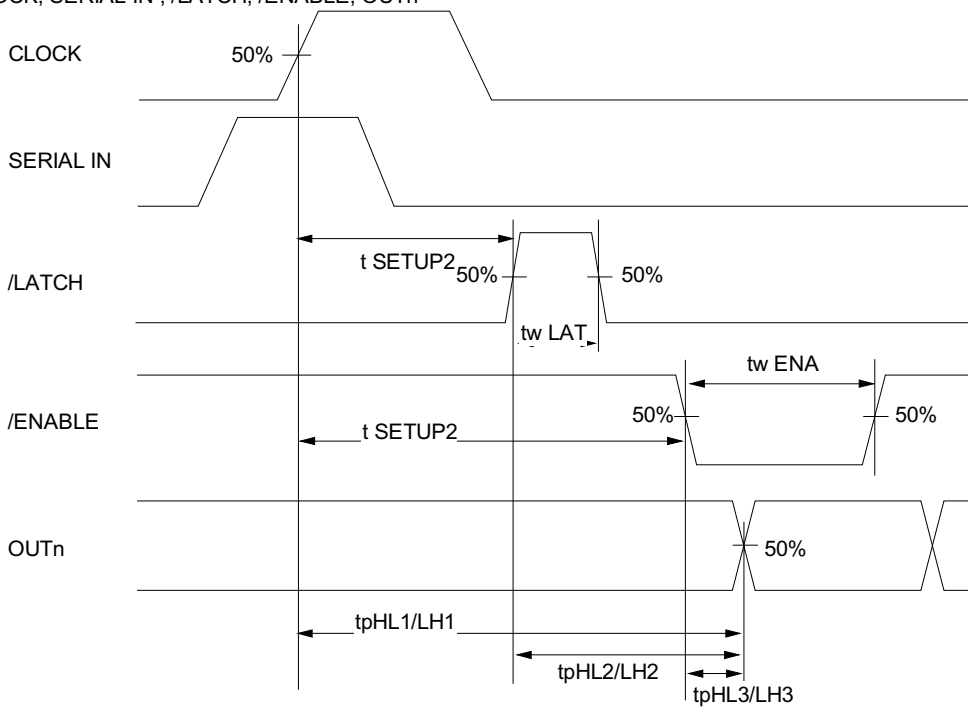 CLOCK
50%
SERIAL IN
t SETUP2
50%
50%
/LATCH
tw LAT
tw ENA
/ENABLE
50%
50%
t SETUP2
OUTn
50%
tpHL1/LH1
tpHL2/LH2
tpHL3/LH3